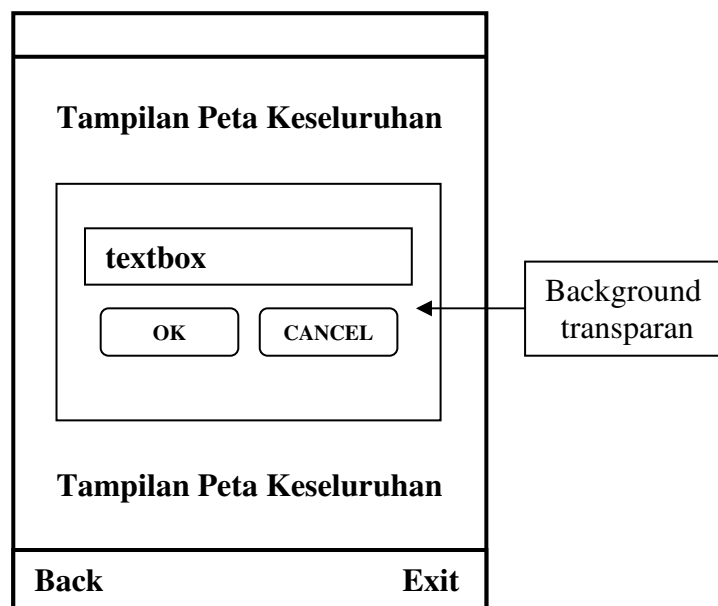 Tampilan Peta Keseluruhan
textbox
OK
CANCEL
Background
transparan
Tampilan Peta Keseluruhan
Back
Exit